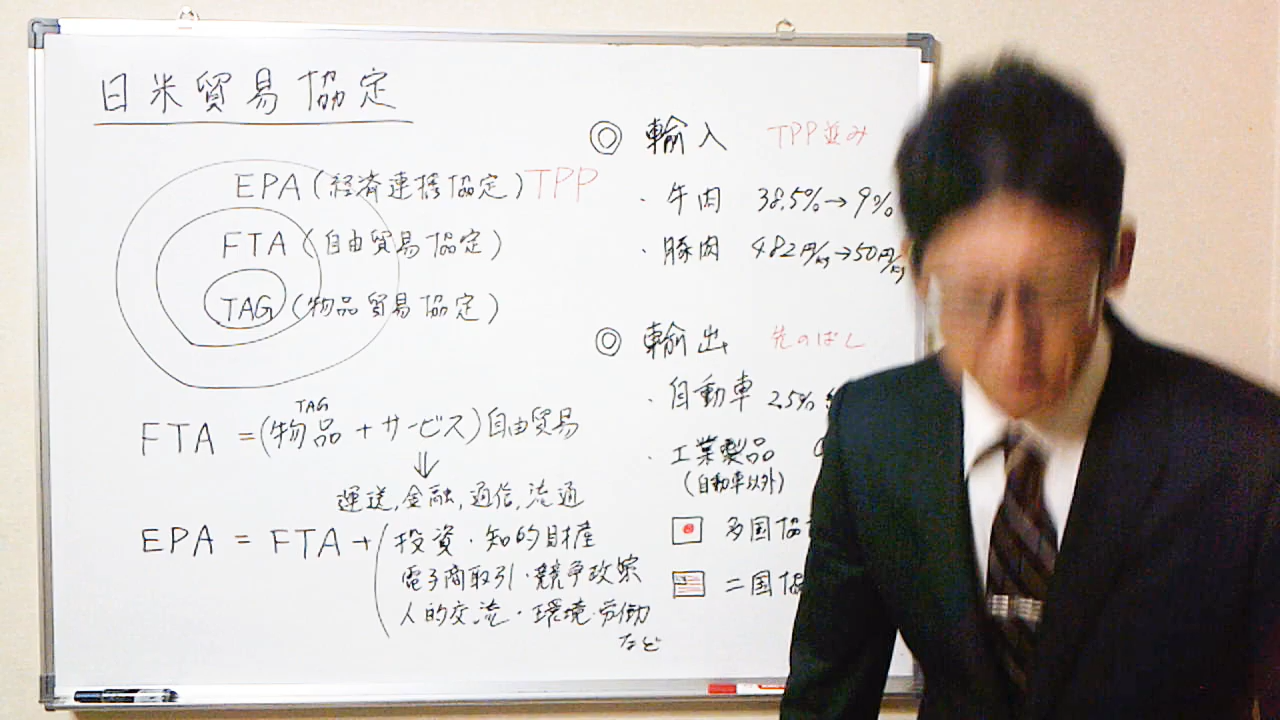 日米貿易協定
EPA(経済連携協定)TPP
FTA(自由貿易協定)
TAG(物品貿易協定)
TAG
FTA=(物品+サービス)自由貿易
⇓
運送,金融,通信,流通
EPA = FTA+(投資・知的財産
電子商取引・競争政策
人的交流・環境・労働
など
◎ 輸入 TPP並み
・牛肉 38.5%→9%
・豚肉 482円/kg→50円/kg
◎ 輸出 先のばし
・自動車 2.5%
・工業製品
(自動車以外)
多国協
二国協